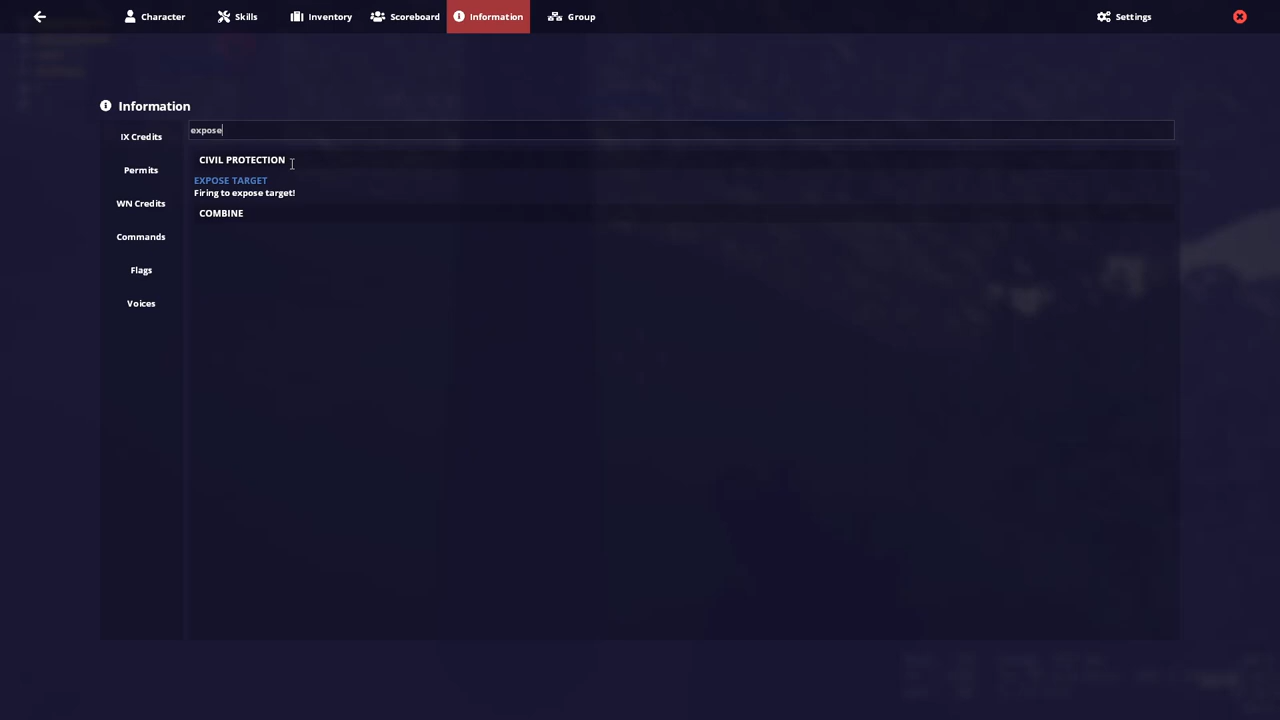 Character Skills Inventory Scoreboard Information Group Settings
Information
expose
IX Credits
Permits
WN Credits
Commands
Flags
Voices
CIVIL PROTECTION
EXPOSE TARGET
Firing to expose target!
COMBINE